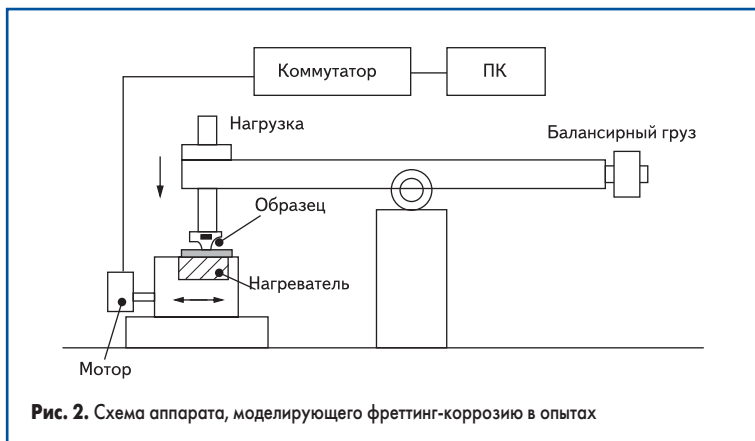 Коммутатор
ПК
Нагрузка
Балансирный груз
Образец
Нагреватель
Мотор
Рис. 2. Схема аппарата, моделирующего фреттинг-коррозию в опытах